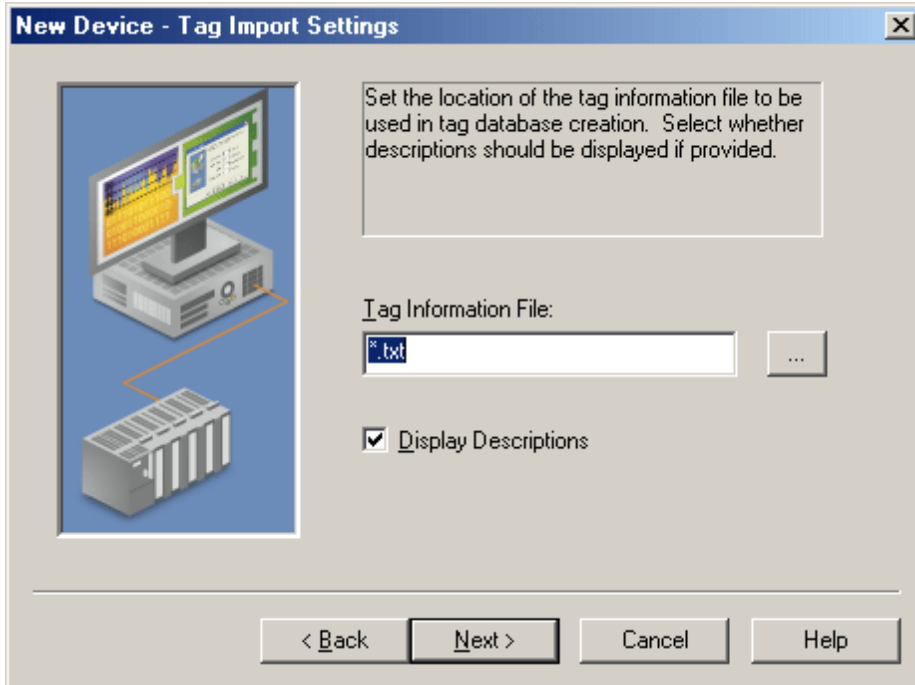 New Device - Tag Import Settings
Set the location of the tag information file to be
used in tag database creation.  Select whether
descriptions should be displayed if provided.
Tag Information File:
*.txt
...
Display Descriptions
< Back
Next >
Cancel
Help